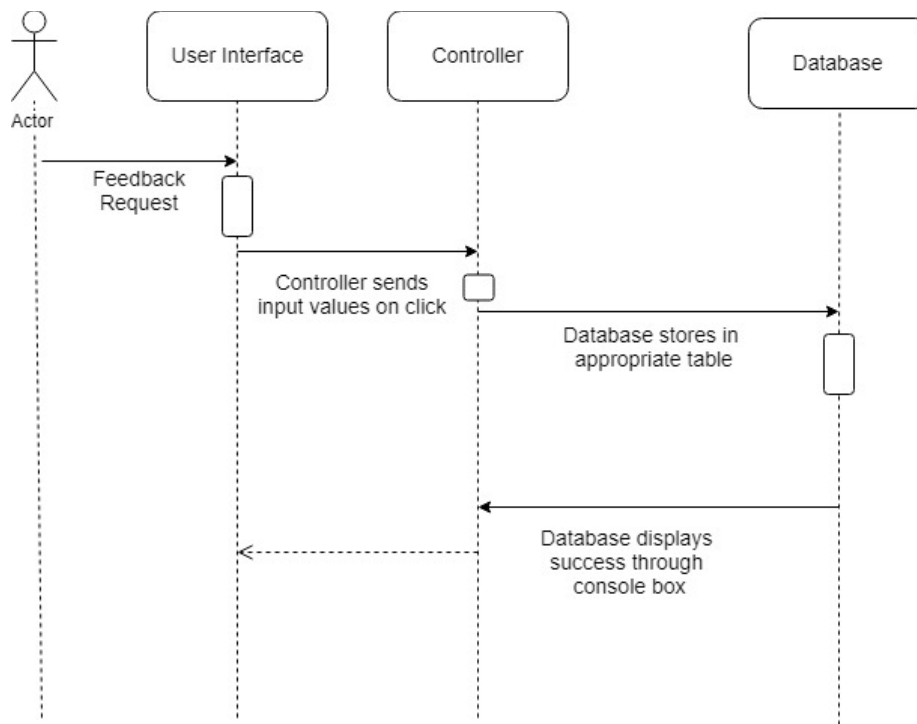 User Interface
Controller
Database
Actor
Feedback
Request
Controller sends
input values on click
Database stores in
appropriate table
Database displays
success through
console box